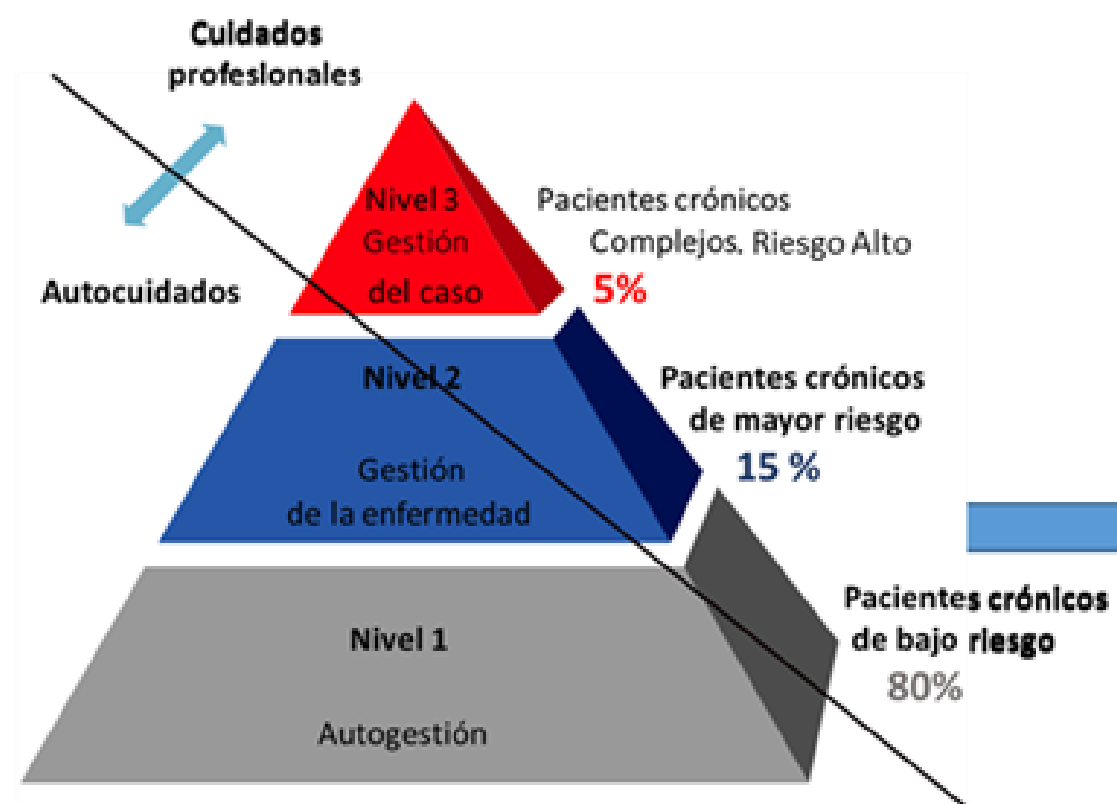 Cuidados
profesionales
Autocuidados
Nivel 3
Gestión
del caso
Pacientes crónicos
Complejos. Riesgo Alto
5%
Nivel 2
Gestión
de la enfermedad
Pacientes crónicos
de mayor riesgo
15 %
Nivel 1
Autogestión
Pacientes crónicos
de bajo riesgo
80%